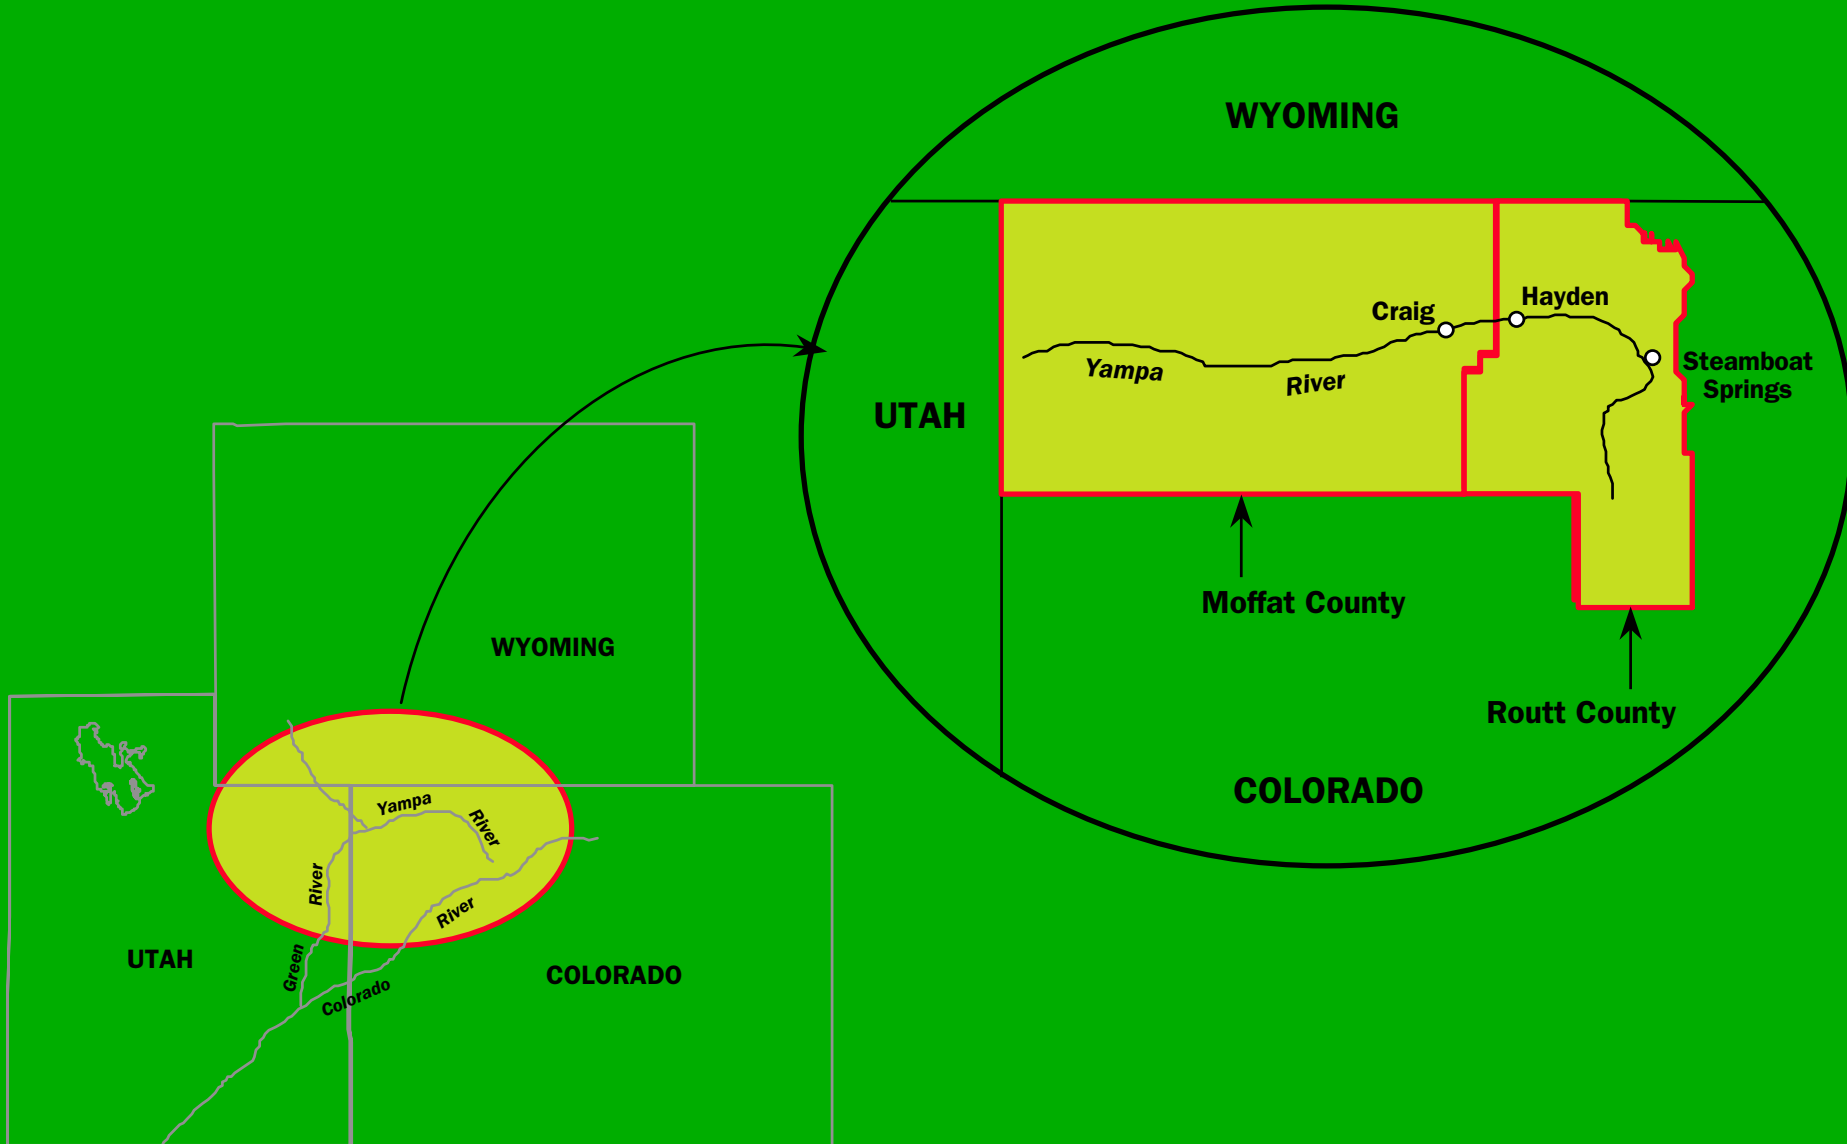 WYOMING
Craig
Hayden
Yampa
River
Steamboat
Springs
UTAH
Moffat County
Routt County
COLORADO
WYOMING
Yampa
River
River
River
Green
Colorado
UTAH
COLORADO